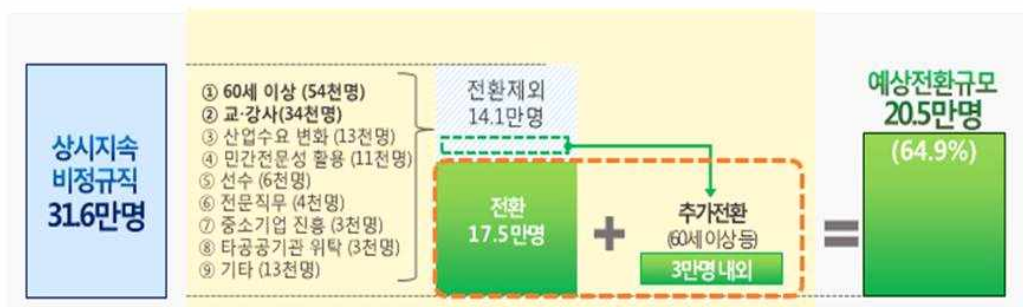 상시지속
비정규직
31.6만명
① 60세 이상 (54천명)
② 교·강사(34천명)
③ 산업수요 변화 (13천명)
④ 민간전문성 활용 (11천명)
⑤ 선수 (6천명)
⑥ 전문직무 (4천명)
⑦ 중소기업 진흥 (3천명)
⑧ 타공공기관 위탁 (3천명)
⑨ 기타 (13천명)
전환제외
14.1만명
전환
17.5만명
+
추가전환
(60세 이상 등)
3만명 내외
=
예상전환규모
20.5만명
(64.9%)